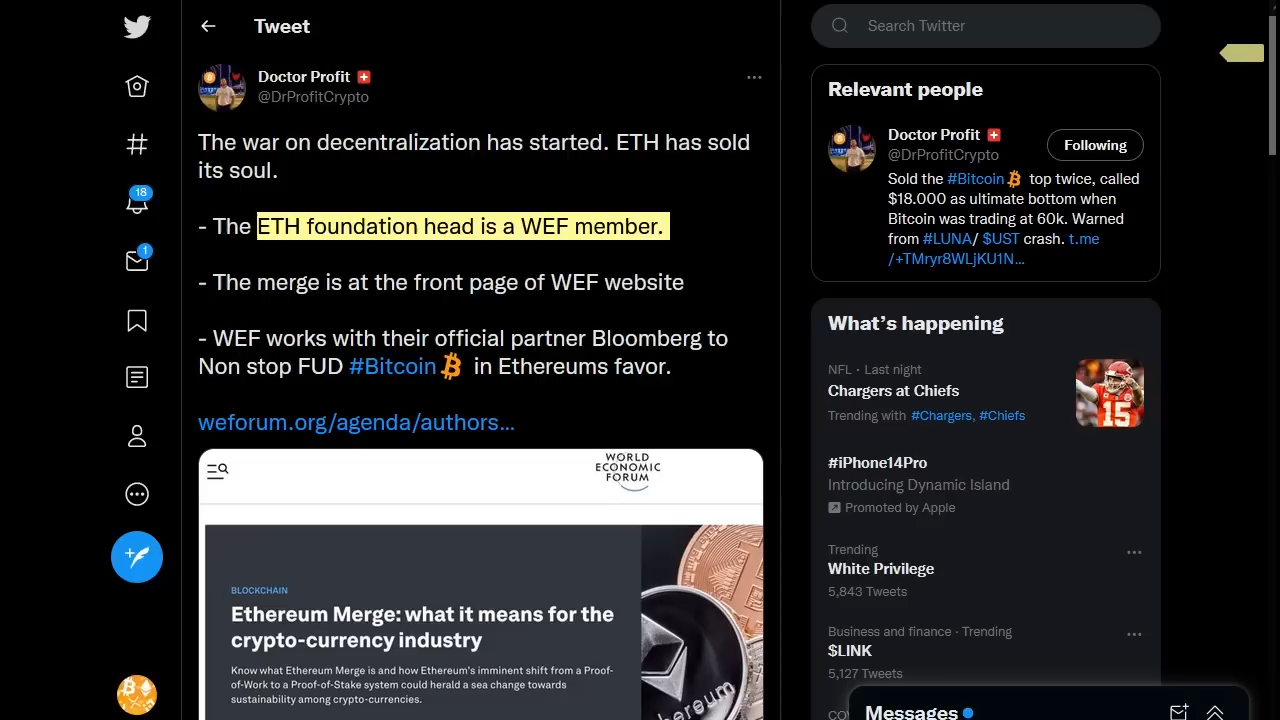 Tweet
Doctor Profit
@DrProfitCrypto
The war on decentralization has started. ETH has sold
its soul.
- The ETH foundation head is a WEF member.
- The merge is at the front page of WEF website
- WEF works with their official partner Bloomberg to
Non stop FUD #Bitcoin in Ethereums favor.
weforum.org/agenda/authors...
WORLD
ECONOMIC
FORUM
BLOCKCHAIN
Ethereum Merge: what it means for the
crypto-currency industry
Know what Ethereum Merge is and how Ethereum's imminent shift from a Proof-
of-Work to a Proof-of-Stake system could herald a sea change towards
sustainability among crypto-currencies.
ethereum
18
1
Search Twitter
Relevant people
Doctor Profit
@DrProfitCrypto
Following
Sold the #Bitcoin top twice, called
$18.000 as ultimate bottom when
Bitcoin was trading at 60k. Warned
from #LUNA/ $UST crash. t.me
/+TMryr8WLjKU1N...
What's happening
NFL · Last night
Chargers at Chiefs
Trending with #Chargers, #Chiefs
15
#iPhone14Pro
Introducing Dynamic Island
Promoted by Apple
Trending
White Privilege
5,843 Tweets
Business and finance · Trending
$LINK
5,127 Tweets
Messages